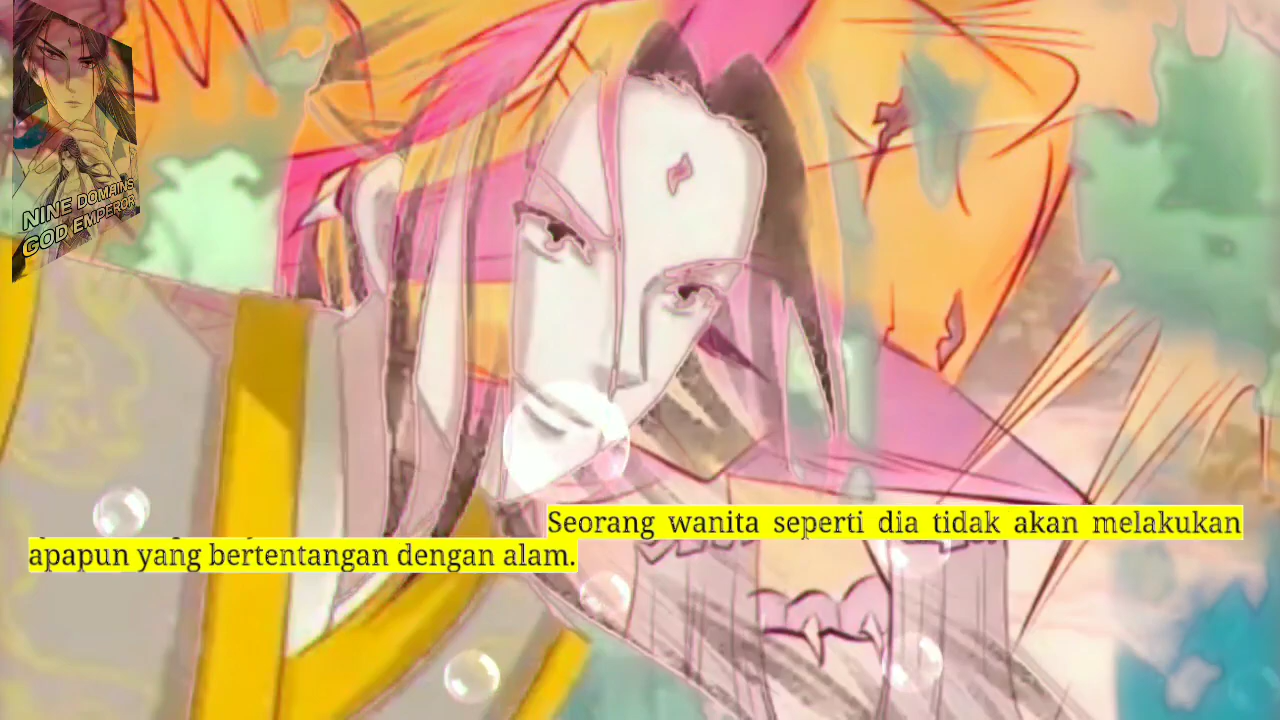 NINE DOMAINS
GOD EMPEROR
Seorang wanita seperti dia tidak akan melakukan
apapun yang bertentangan dengan alam.